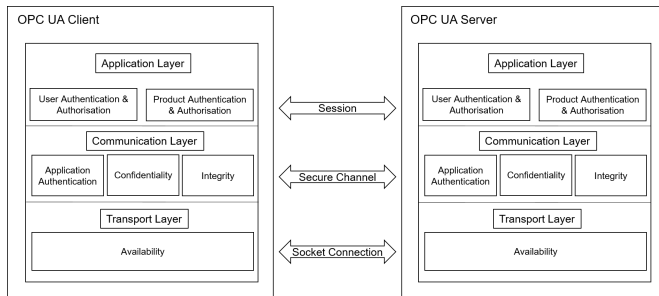 OPC UA Client
Application Layer
User Authentication &
Authorisation
Product Authentication
& Authorisation
Communication Layer
Application
Authentication
Confidentiality
Integrity
Transport Layer
Availability
Session
Secure Channel
Socket Connection
OPC UA Server
Application Layer
User Authentication &
Authorisation
Product Authentication
& Authorisation
Communication Layer
Application
Authentication
Confidentiality
Integrity
Transport Layer
Availability